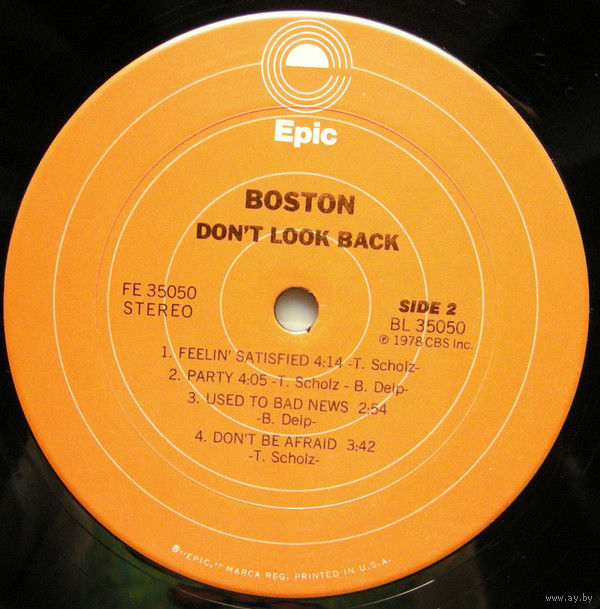 Epic
BOSTON
DON'T LOOK BACK
FE 35050
STEREO
SIDE 2
BL 35050
℗ 1978 CBS Inc.
1. FEELIN' SATISFIED 4:14 -T. Scholz-
2. PARTY 4:05 -T. Scholz - B. Delp-
3. USED TO BAD NEWS 2:54
-B. Delp-
4. DON'T BE AFRAID 3:42
-T. Scholz-
®"EPIC," MARCA REG. PRINTED IN U.S.A.
www.ay.by